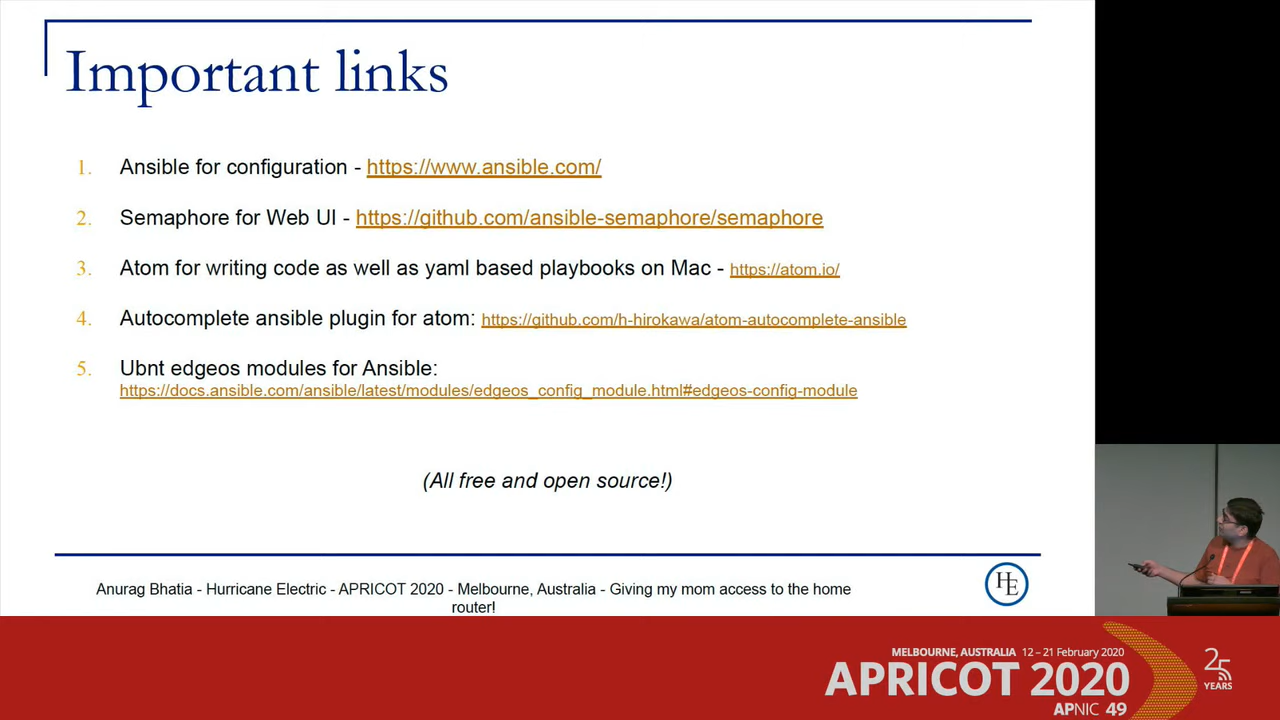 Important links
1. Ansible for configuration - https://www.ansible.com/
2. Semaphore for Web UI - https://github.com/ansible-semaphore/semaphore
3. Atom for writing code as well as yaml based playbooks on Mac - https://atom.io/
4. Autocomplete ansible plugin for atom: https://github.com/h-hirokawa/atom-autocomplete-ansible
5. Ubnt edgeos modules for Ansible:
https://docs.ansible.com/ansible/latest/modules/edgeos_config_module.html#edgeos-config-module
(All free and open source!)
Anurag Bhatia - Hurricane Electric - APRICOT 2020 - Melbourne, Australia - Giving my mom access to the home
router!
HE
MELBOURNE, AUSTRALIA 12 – 21 February 2020
APRICOT 2020
APNIC 49
25
YEARS